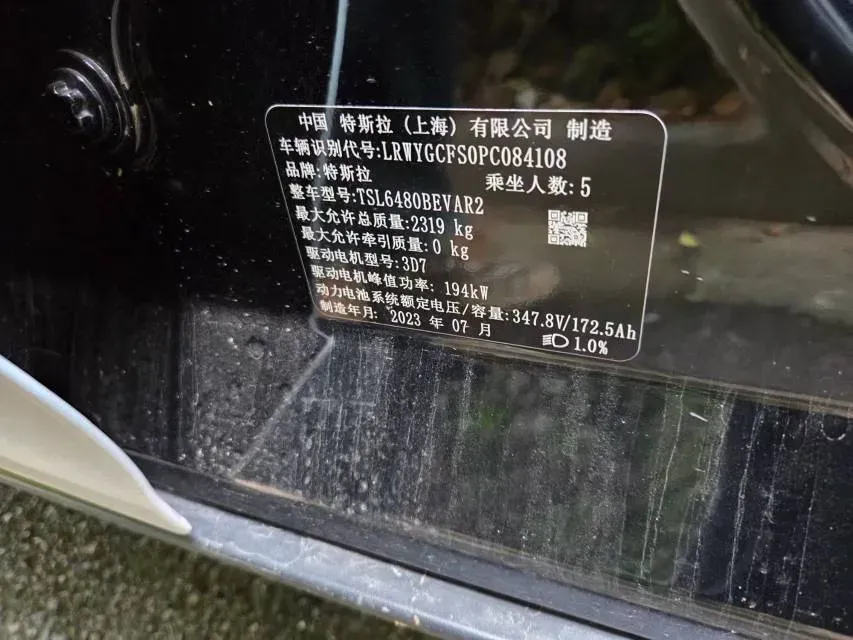 中国 特斯拉（上海）有限公司 制造
车辆识别代号:LRWYGCFS0PC084108
品牌:特斯拉 乘坐人数:5
整车型号:TSL6480BEVAR2
最大允许总质量:2319 kg
最大允许牵引质量:0 kg
驱动电机型号:3D7
驱动电机峰值功率: 194kW
动力电池系统额定电压/容量:347.8V/172.5Ah
制造年月: 2023 年 07 月
1.0%